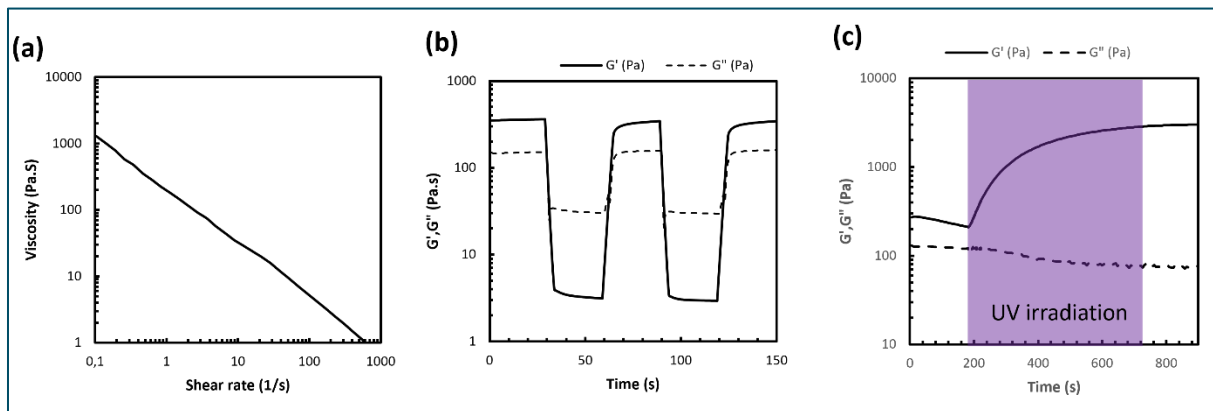 (a)
10000
1000
100
10
1
Viscosity (Pa.S)
0,1 1 10 100 1000
Shear rate (1/s)
(b)
G' (Pa) G" (Pa)
1000
100
10
1
G',G" (Pa.s)
0 50 100 150
Time (s)
(c)
G' (Pa) G" (Pa)
10000
1000
100
10
G',G" (Pa)
UV irradiation
0 200 400 600 800
Time (s)